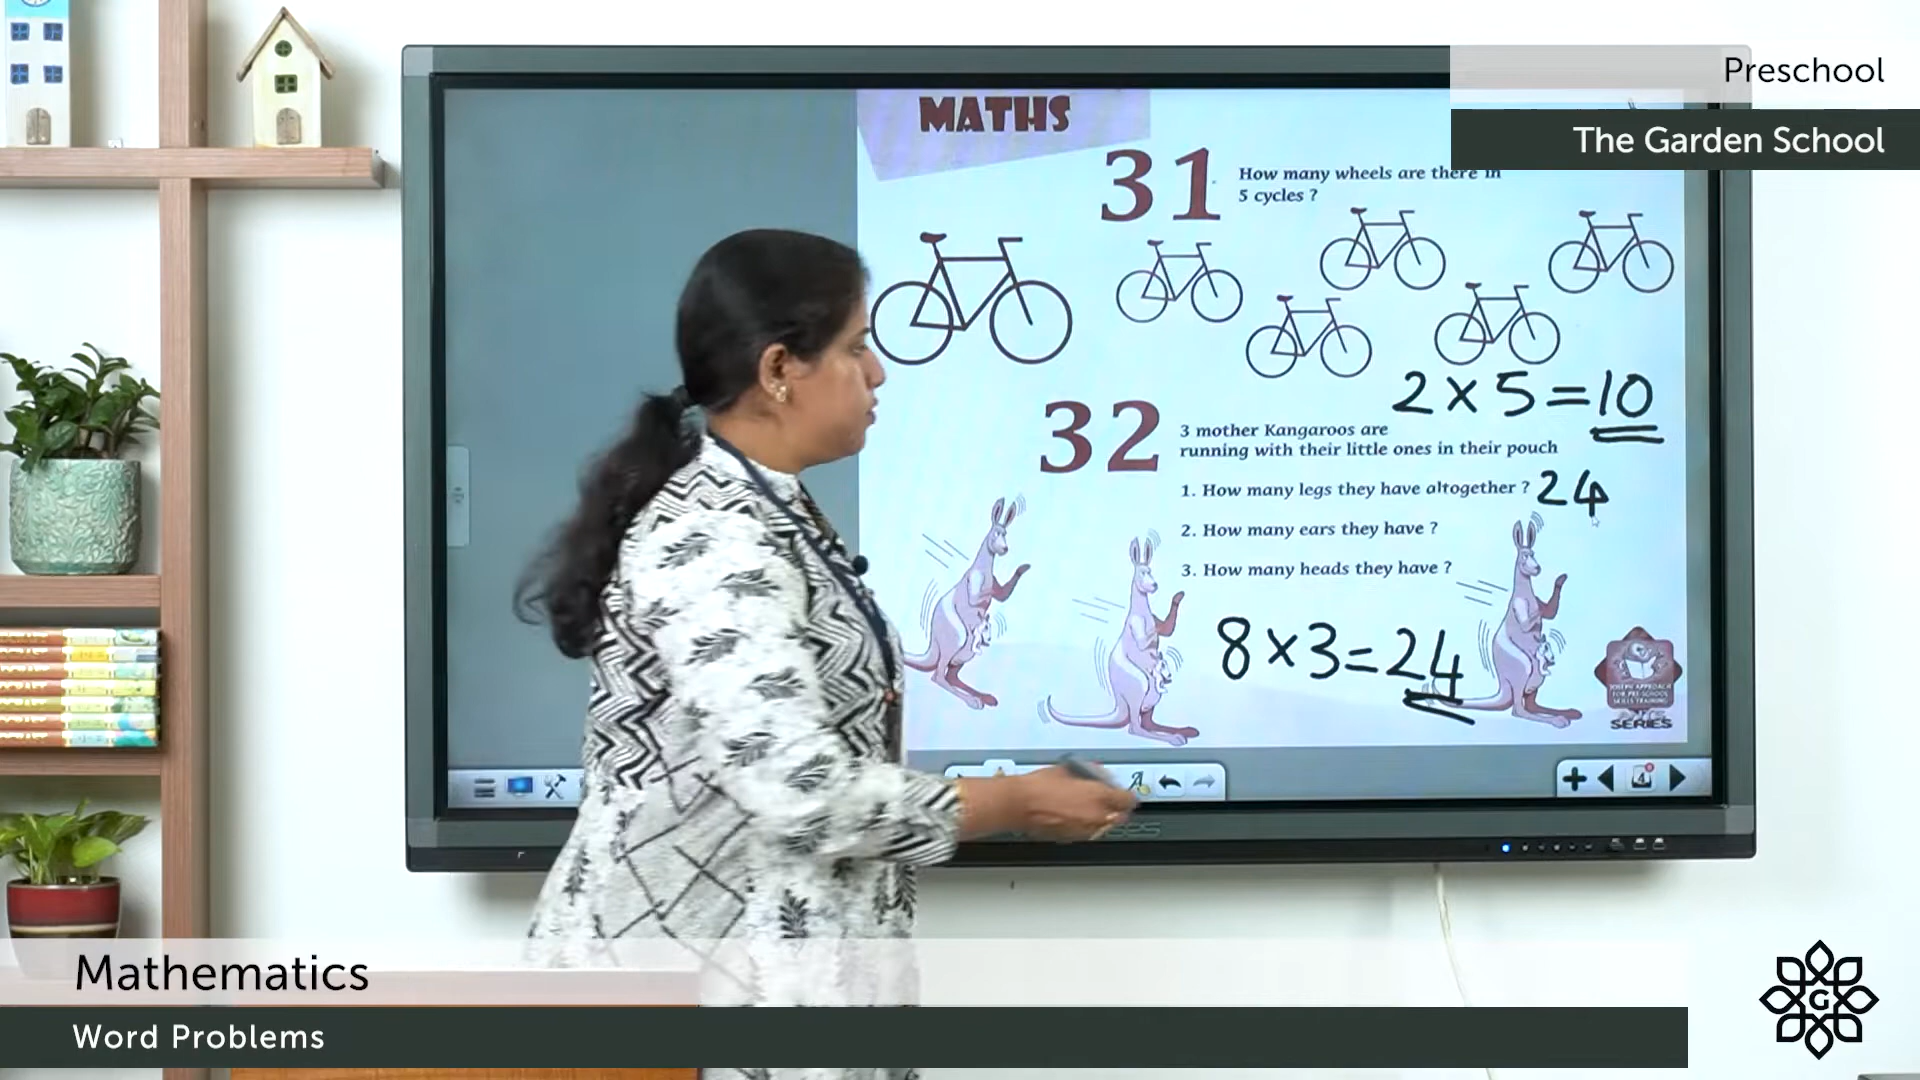 Preschool
The Garden School
MATHS
31
How many wheels are there in
5 cycles ?
2 × 5 = 10
32
3 mother Kangaroos are
running with their little ones in their pouch
1. How many legs they have altogether ? 24
2. How many ears they have ?
3. How many heads they have ?
8 × 3 = 24
SERIES
4
Mathematics
Word Problems
G